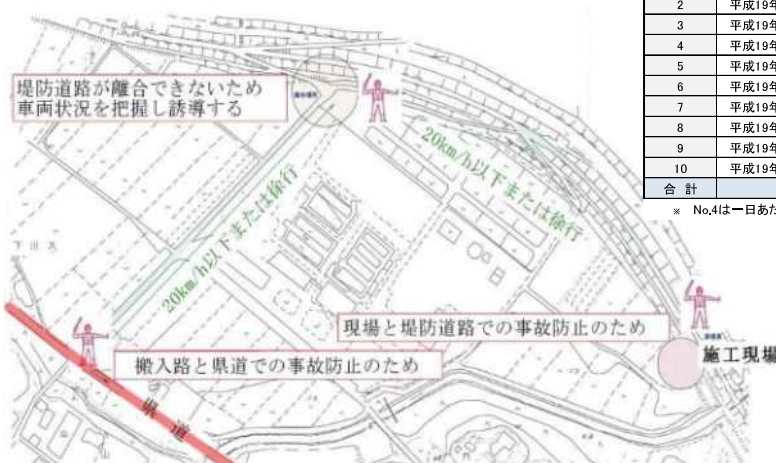 2 平成19年
3 平成19年
4 平成19年
5 平成19年
6 平成19年
7 平成19年
8 平成19年
9 平成19年
10 平成19年
合 計
※ No.4は一日あた
堤防道路が離合できないため
車両状況を把握し誘導する
20km/h以下または徐行
20km/h以下または徐行
下川久
現場と堤防道路での事故防止のため
搬入路と県道での事故防止のため
施工現場
県道